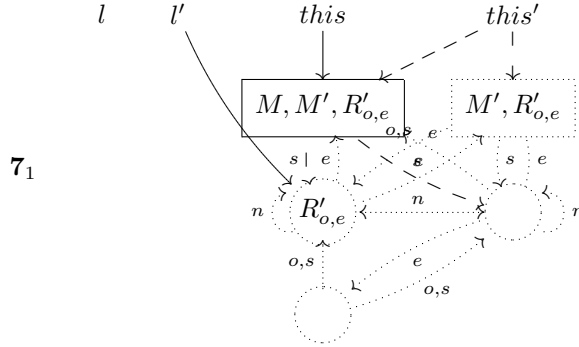 l l′ this this′
M, M′, R′o,e M′, R′o,e
o,s e
7₁ s e s e
n R′o,e n n
o,s e
o,s